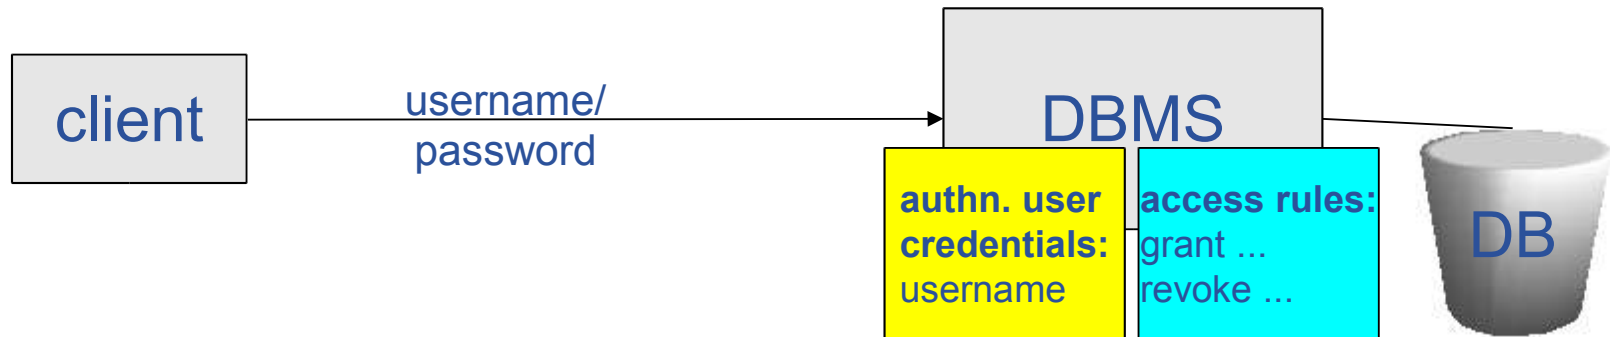 client
username/
password
DBMS
authn. user
credentials:
username
access rules:
grant ...
revoke ...
DB